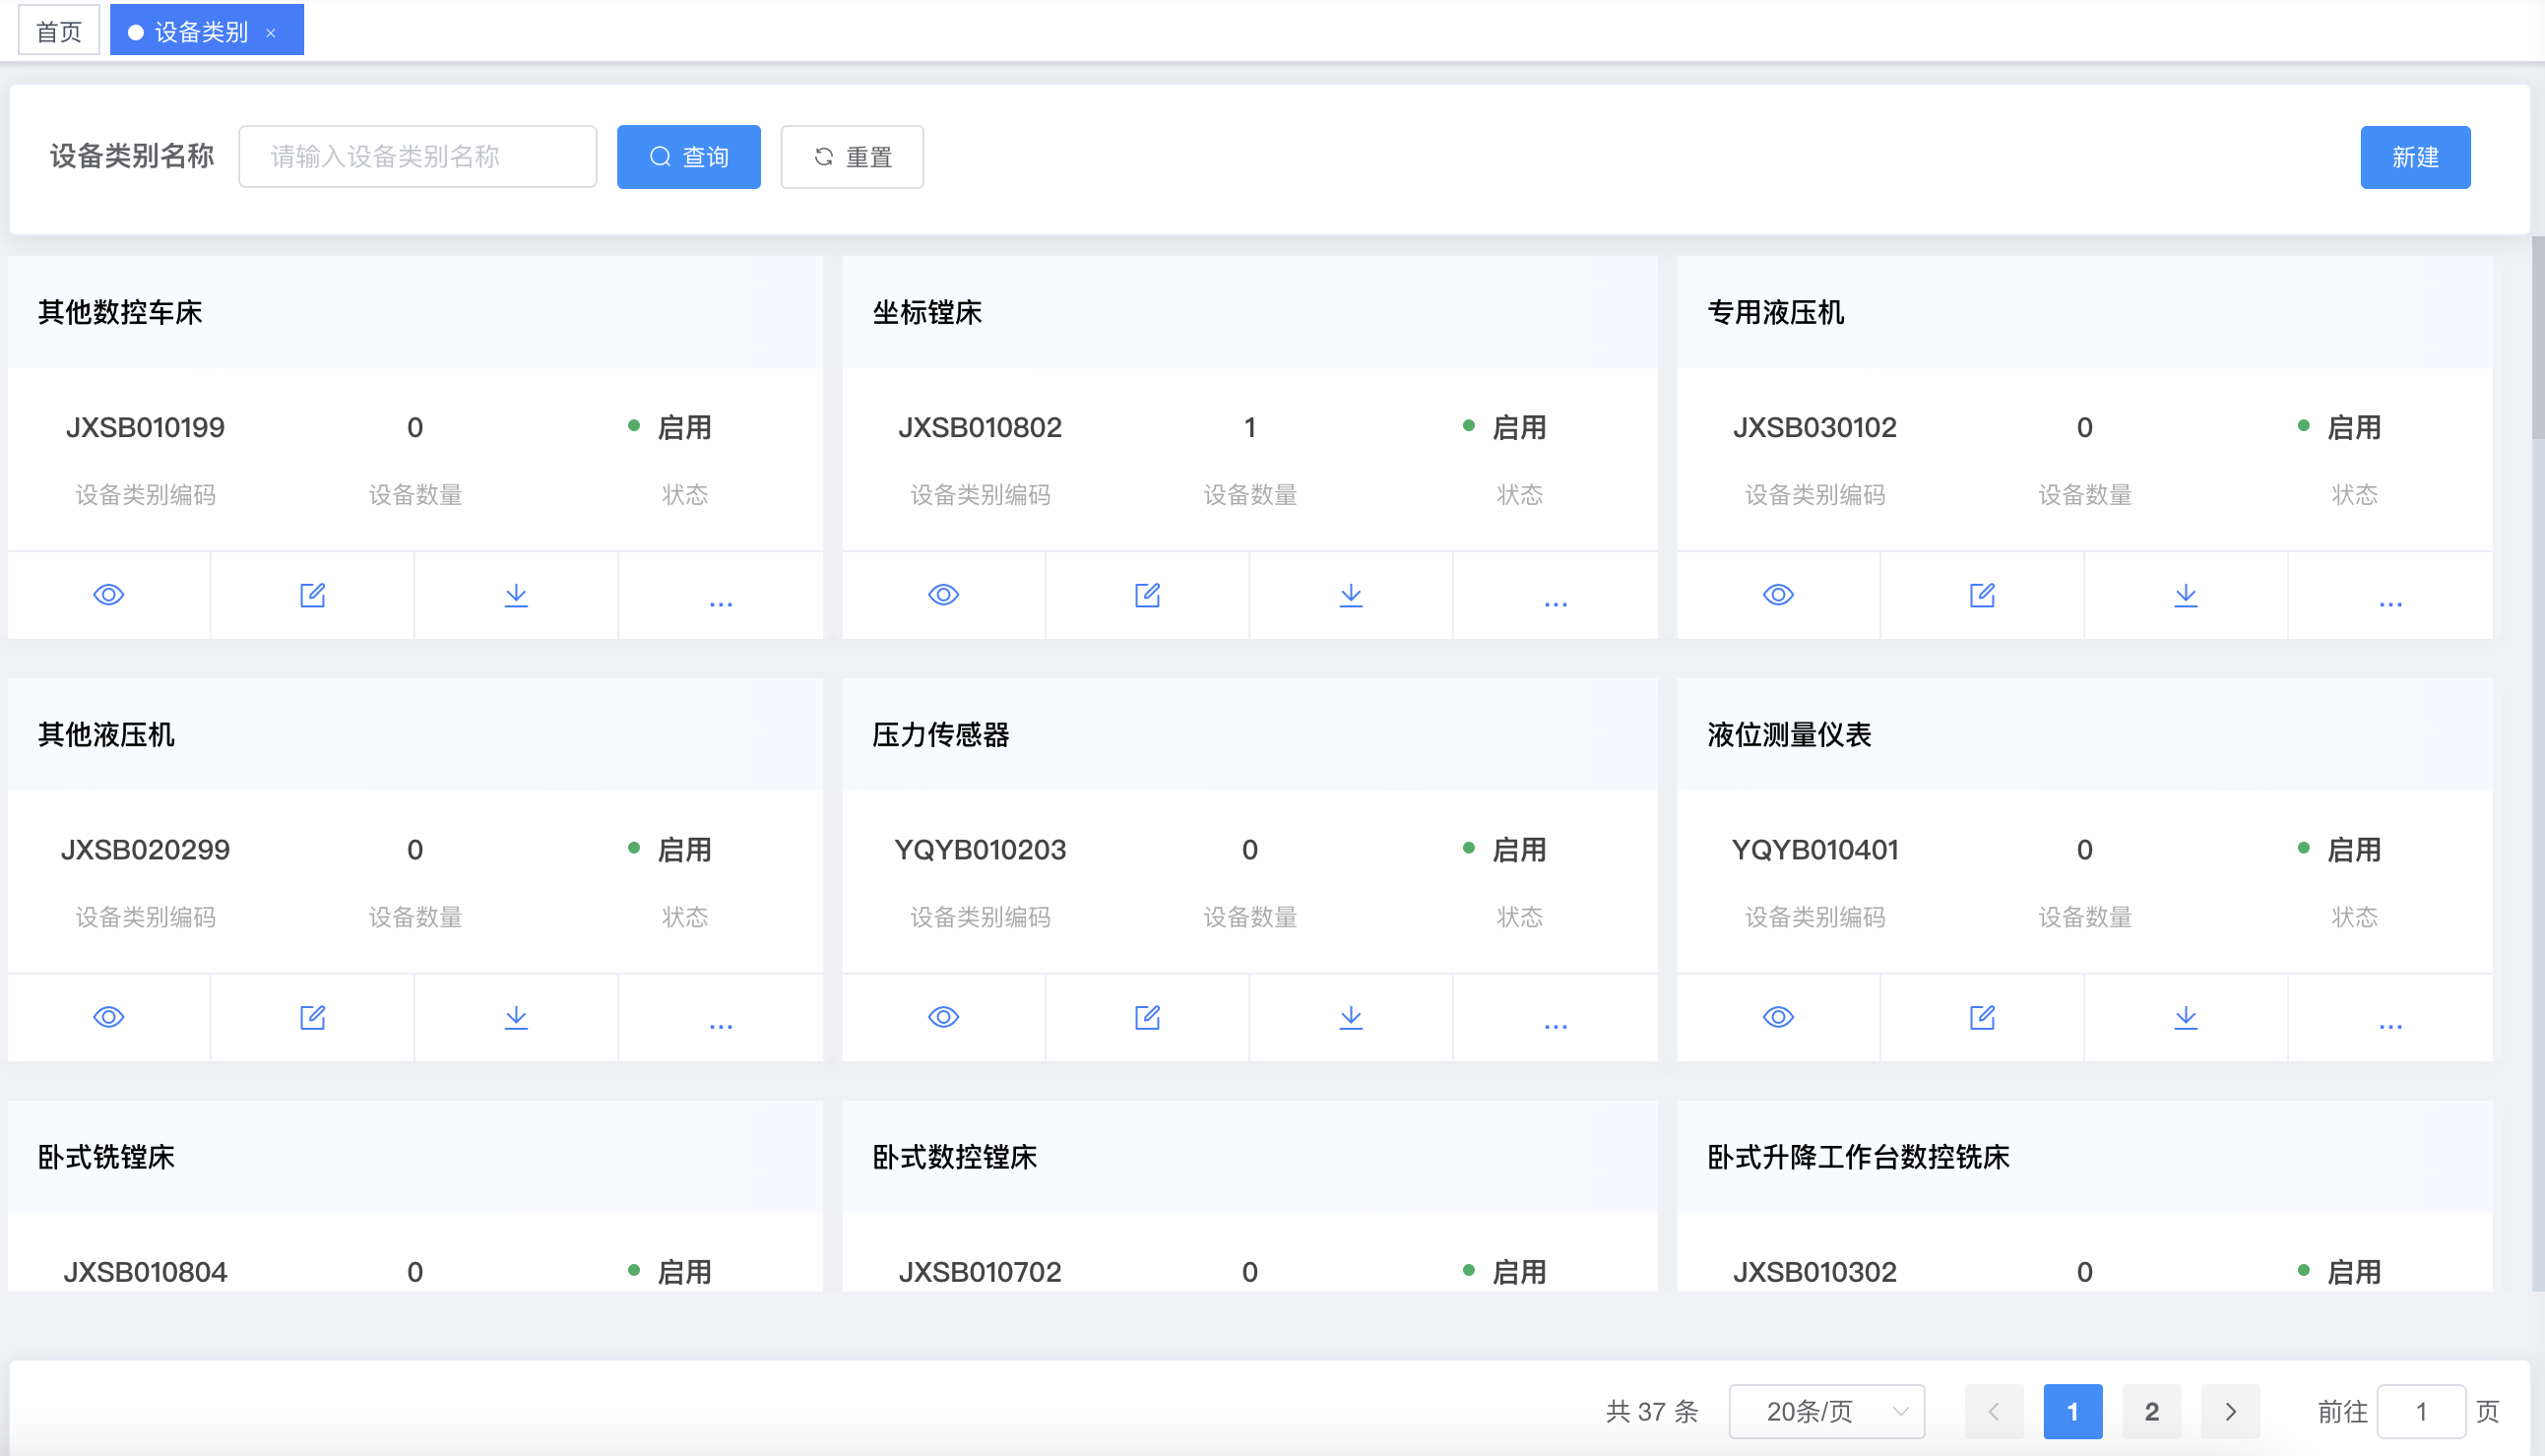 首页 设备类别 ×
设备类别名称 请输入设备类别名称 查询 重置 新建
其他数控车床 坐标镗床 专用液压机
JXSB010199 0 启用 JXSB010802 1 启用 JXSB030102 0 启用
设备类别编码 设备数量 状态 设备类别编码 设备数量 状态 设备类别编码 设备数量 状态
... ... ...
其他液压机 压力传感器 液位测量仪表
JXSB020299 0 启用 YQYB010203 0 启用 YQYB010401 0 启用
设备类别编码 设备数量 状态 设备类别编码 设备数量 状态 设备类别编码 设备数量 状态
... ... ...
卧式铣镗床 卧式数控镗床 卧式升降工作台数控铣床
JXSB010804 0 启用 JXSB010702 0 启用 JXSB010302 0 启用
共 37 条 20条/页 1 2 前往 1 页